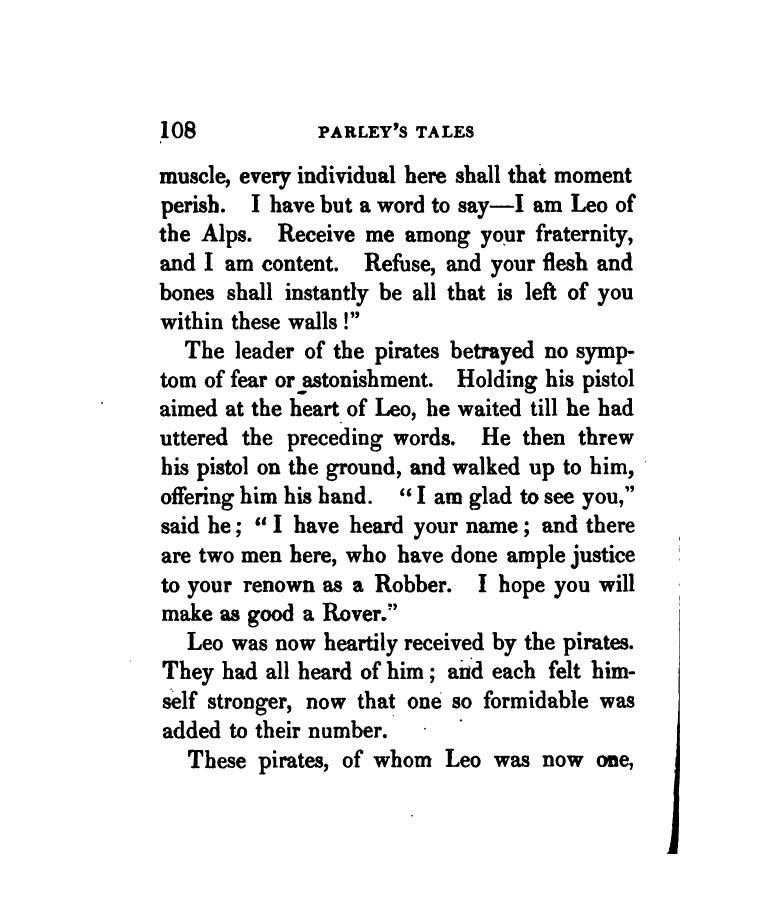 108 PARLEY'S TALES
muscle, every individual here shall that moment
perish. I have but a word to say—I am Leo of
the Alps. Receive me among your fraternity,
and I am content. Refuse, and your flesh and
bones shall instantly be all that is left of you
within these walls !”
The leader of the pirates betrayed no symp-
tom of fear or astonishment. Holding his pistol
aimed at the heart of Leo, he waited till he had
uttered the preceding words. He then threw
his pistol on the ground, and walked up to him,
offering him his hand. “ I am glad to see you,”
said he ; “ I have heard your name ; and there
are two men here, who have done ample justice
to your renown as a Robber. I hope you will
make as good a Rover.”
Leo was now heartily received by the pirates.
They had all heard of him ; and each felt him-
self stronger, now that one so formidable was
added to their number.
These pirates, of whom Leo was now one,